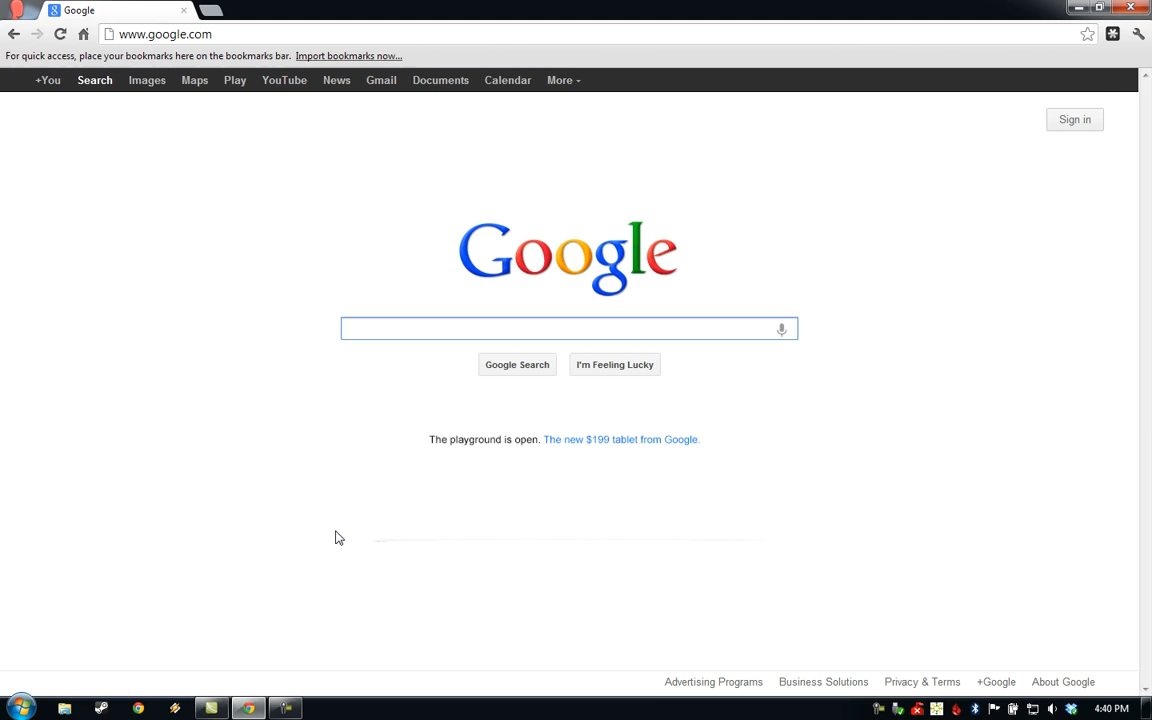 Google
www.google.com
For quick access, place your bookmarks here on the bookmarks bar. Import bookmarks now...
+You Search Images Maps Play YouTube News Gmail Documents Calendar More
Sign in
Google
Google Search I'm Feeling Lucky
The playground is open. The new $199 tablet from Google.
Advertising Programs Business Solutions Privacy & Terms +Google About Google
4:40 PM